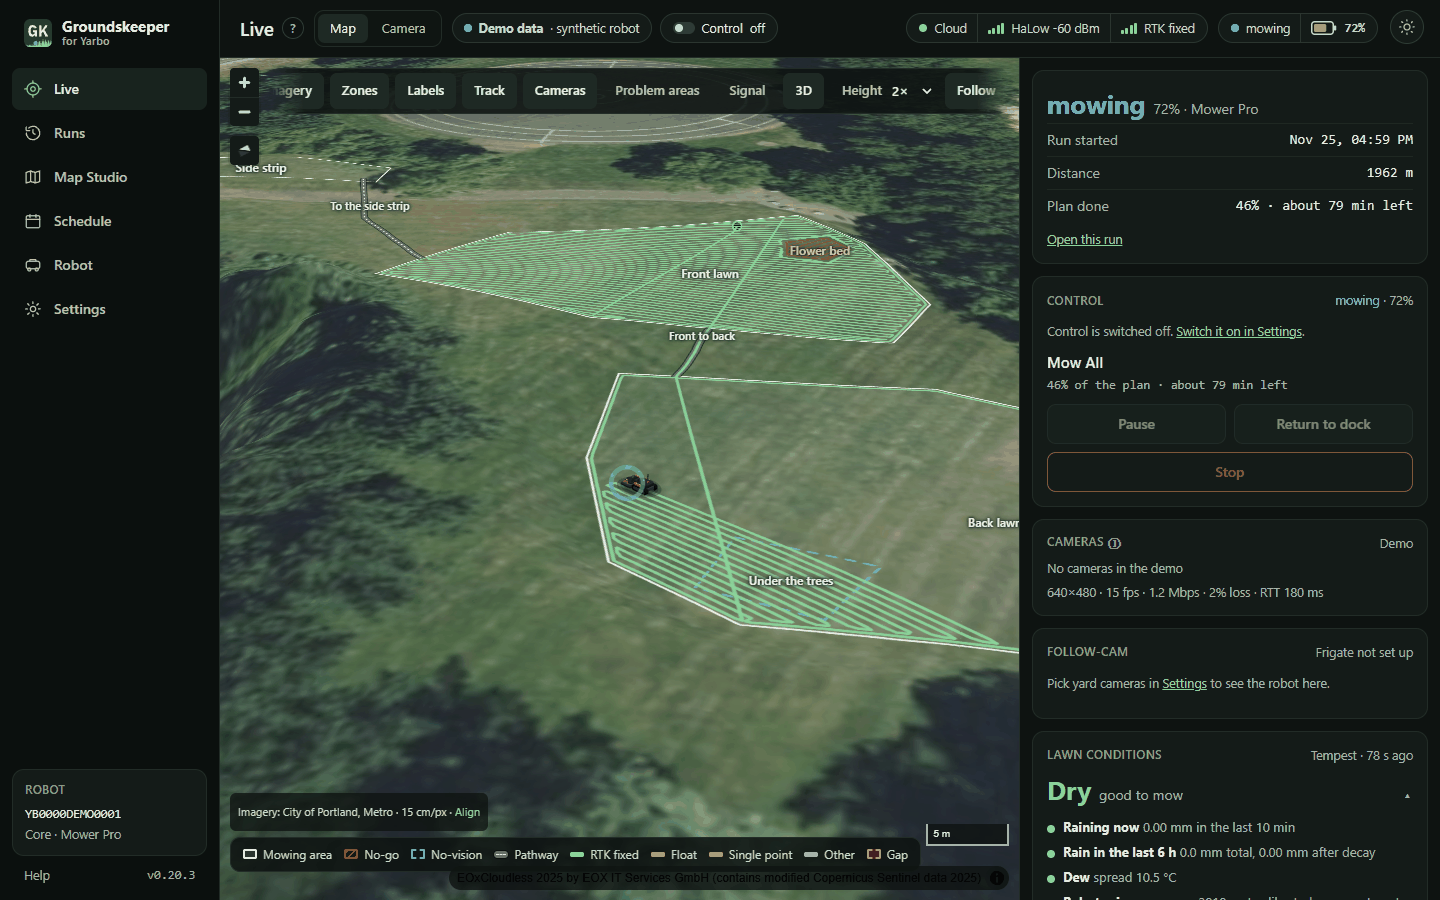 GK
Groundskeeper
for Yarbo
Live
?
Map
Camera
Demo data · synthetic robot
Control off
Cloud
HaLow -60 dBm
RTK fixed
mowing
72%
Live
Runs
Map Studio
Schedule
Robot
Settings
ROBOT
YB0000DEMO0001
Core · Mower Pro
Help
v0.20.3
+
−
agery
Zones
Labels
Track
Cameras
Problem areas
Signal
3D
Height 2×
Follow
Side strip
To the side strip
Flower bed
Front lawn
Front to back
Back lawn
Under the trees
Imagery: City of Portland, Metro · 15 cm/px · Align
5 m
Mowing area
No-go
No-vision
Pathway
RTK fixed
Float
Single point
Other
Gap
EOxCloudless 2025 by EOX IT Services GmbH (contains modified Copernicus Sentinel data 2025)
mowing 72% · Mower Pro
Run started Nov 25, 04:59 PM
Distance 1962 m
Plan done 46% · about 79 min left
Open this run
CONTROL mowing · 72%
Control is switched off. Switch it on in Settings.
Mow All
46% of the plan · about 79 min left
Pause
Return to dock
Stop
CAMERAS Demo
No cameras in the demo
640×480 · 15 fps · 1.2 Mbps · 2% loss · RTT 180 ms
FOLLOW-CAM Frigate not set up
Pick yard cameras in Settings to see the robot here.
LAWN CONDITIONS Tempest · 78 s ago
Dry good to mow
Raining now 0.00 mm in the last 10 min
Rain in the last 6 h 0.0 mm total, 0.00 mm after decay
Dew spread 10.5 °C